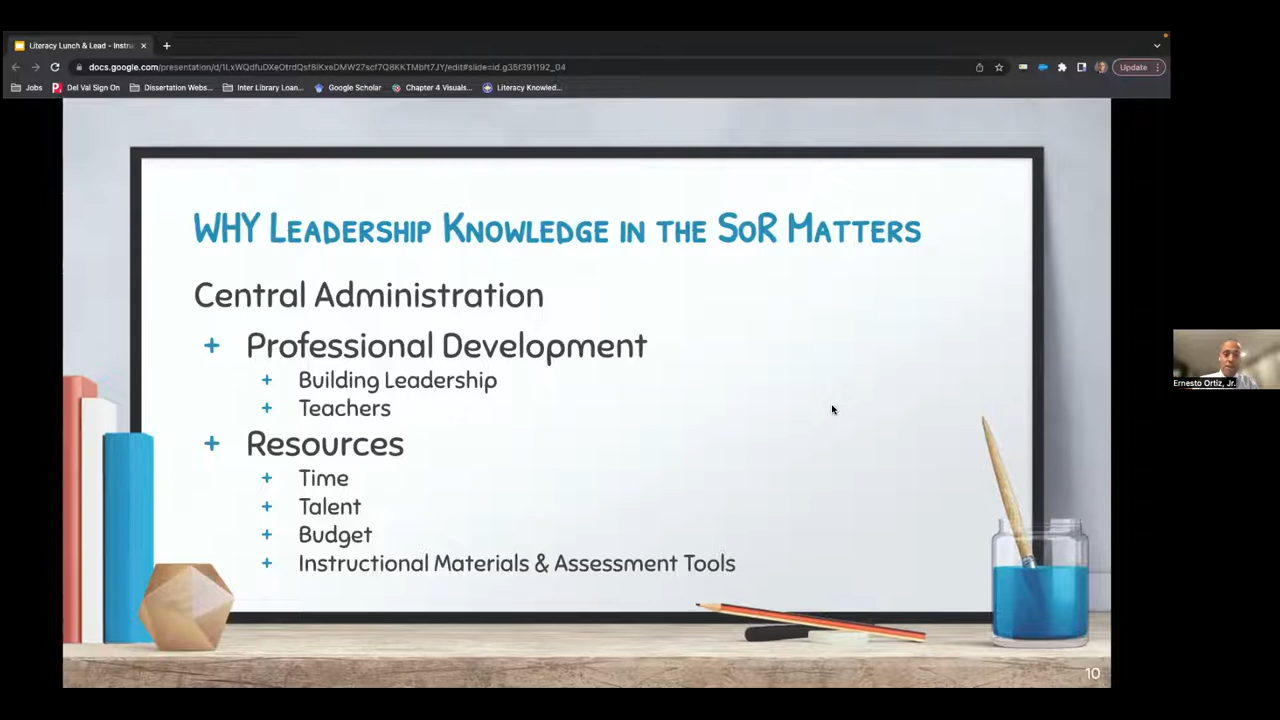 Literacy Lunch & Lead - Instru
docs.google.com/presentation/d/1LxWQdfuDXeOtrdQsf8iKxeDMW27scf7Q8KKTMbft7JY/edit#slide=id.g35f391192_04
Update
Jobs
Del Val Sign On
Dissertation Webs...
Inter Library Loan...
Google Scholar
Chapter 4 Visuals...
Literacy Knowled...
WHY Leadership Knowledge in the SoR Matters
Central Administration
+ Professional Development
+ Building Leadership
+ Teachers
+ Resources
+ Time
+ Talent
+ Budget
+ Instructional Materials & Assessment Tools
10
Ernesto Ortiz, Jr.